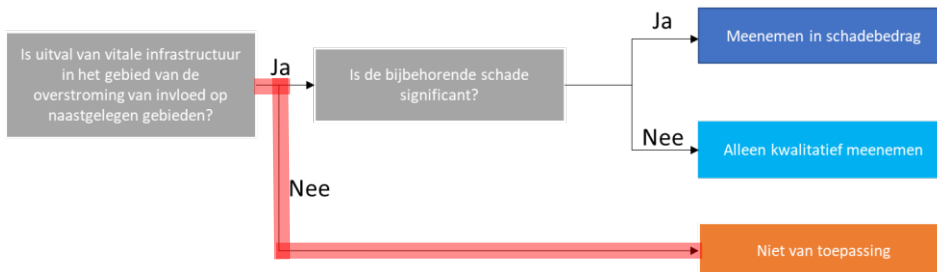 Is uitval van vitale infrastructuur
in het gebied van de
overstroming van invloed op
naastgelegen gebieden?
Ja
Is de bijbehorende schade
significant?
Ja
Meenemen in schadebedrag
Nee
Alleen kwalitatief meenemen
Nee
Niet van toepassing